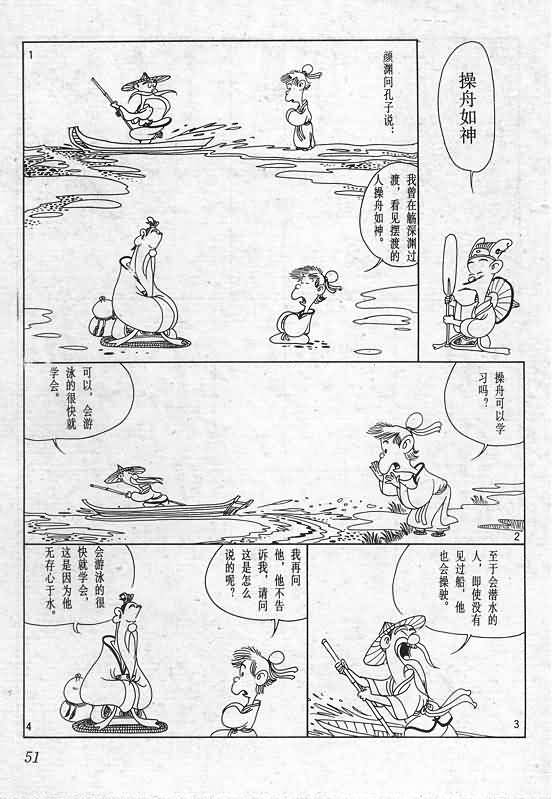 操舟如神
1
颜渊问孔子说：
我曾在觞深渊过
渡，看见摆渡的
人操舟如神。
操舟可以学
习吗？
可以，会游
泳的很快就
学会。
2
至于会潜水的
人，即使没有
见过船，他
也会操驶。
3
我再问
他，他不告
诉我，请问
这是怎么
说的呢？
会游泳的很
快就学会，
这是因为他
无存心于水。
4
51